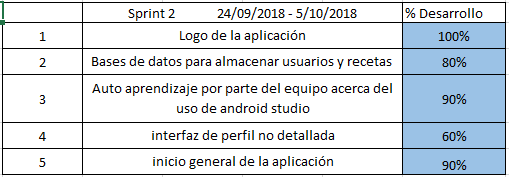 Sprint 2 24/09/2018 - 5/10/2018 % Desarrollo
1 Logo de la aplicación 100%
2 Bases de datos para almacenar usuarios y recetas 80%
3 Auto aprendizaje por parte del equipo acerca del uso de android studio 90%
4 interfaz de perfil no detallada 60%
5 inicio general de la aplicación 90%